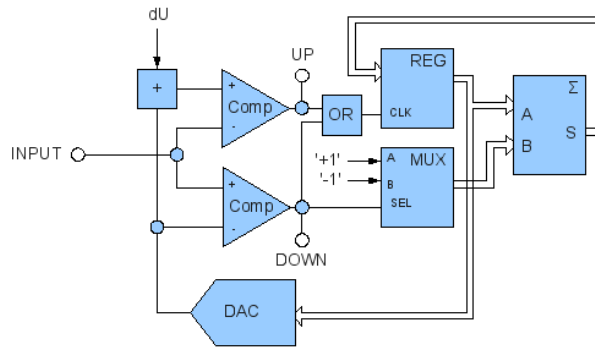 dU
UP
+
+
Comp
-
OR
REG
CLK
Σ
A
B
S
INPUT
'+1'
A
MUX
'-1'
B
SEL
+
Comp
-
DOWN
DAC